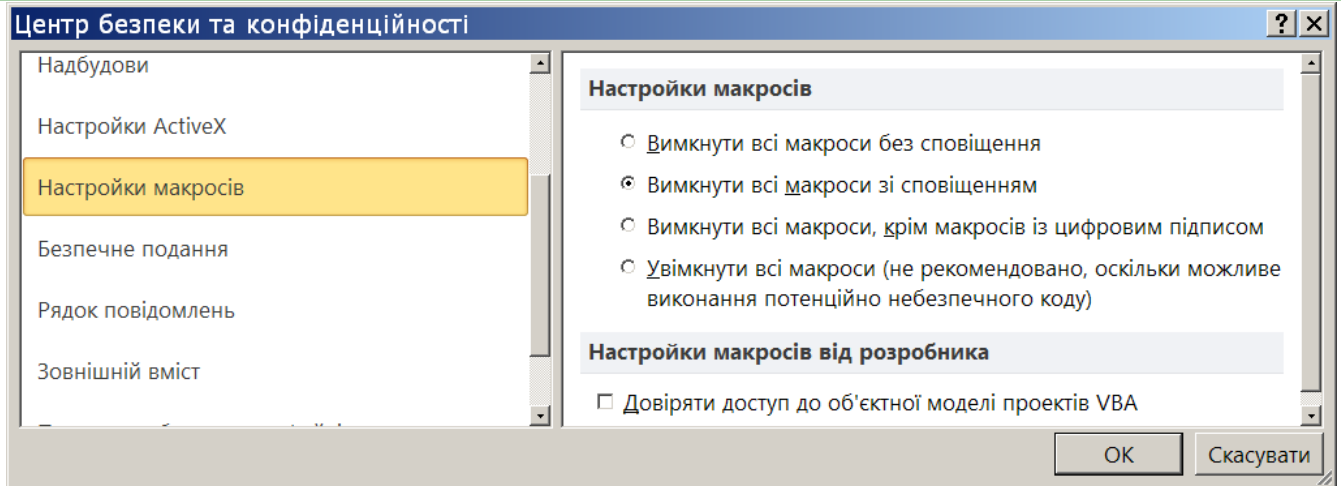 Центр безпеки та конфіденційності
Надбудови
Настройки ActiveX
Настройки макросів
Безпечне подання
Рядок повідомлень
Зовнішній вміст
Настройки макросів
Вимкнути всі макроси без сповіщення
Вимкнути всі макроси зі сповіщенням
Вимкнути всі макроси, крім макросів із цифровим підписом
Увімкнути всі макроси (не рекомендовано, оскільки можливе
виконання потенційно небезпечного коду)
Настройки макросів від розробника
Довіряти доступ до об'єктної моделі проектів VBA
ОК
Скасувати